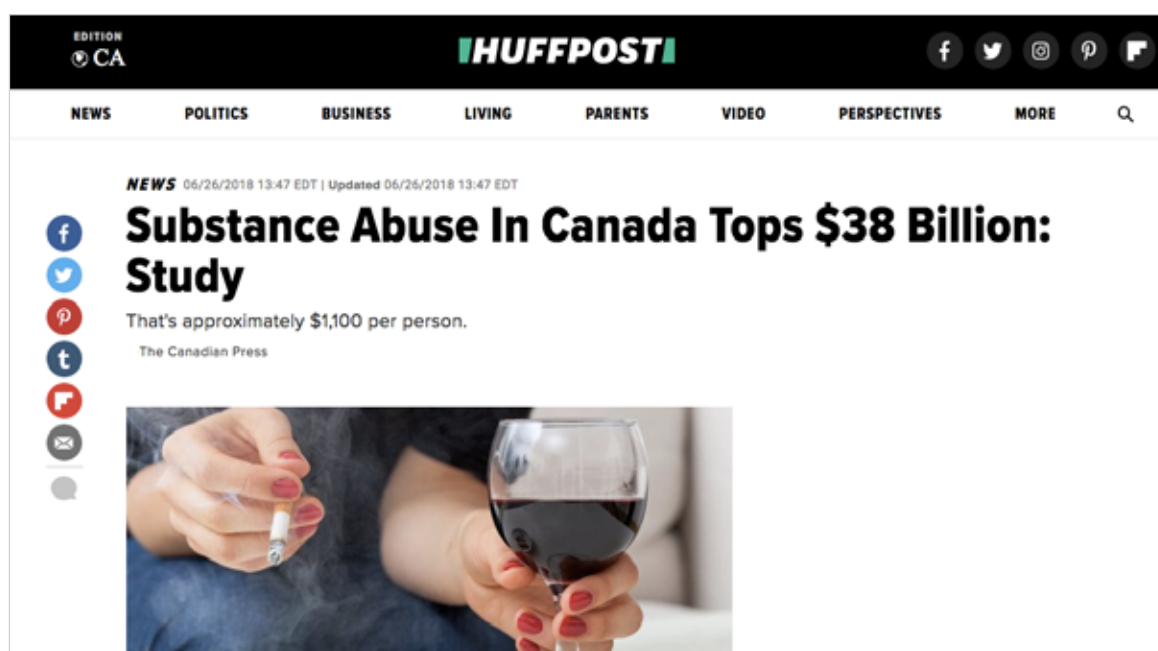 EDITION
CA
HUFFPOST
NEWS POLITICS BUSINESS LIVING PARENTS VIDEO PERSPECTIVES MORE
NEWS 06/26/2018 13:47 EDT | Updated 06/26/2018 13:47 EDT
Substance Abuse In Canada Tops $38 Billion:
Study
That's approximately $1,100 per person.
The Canadian Press